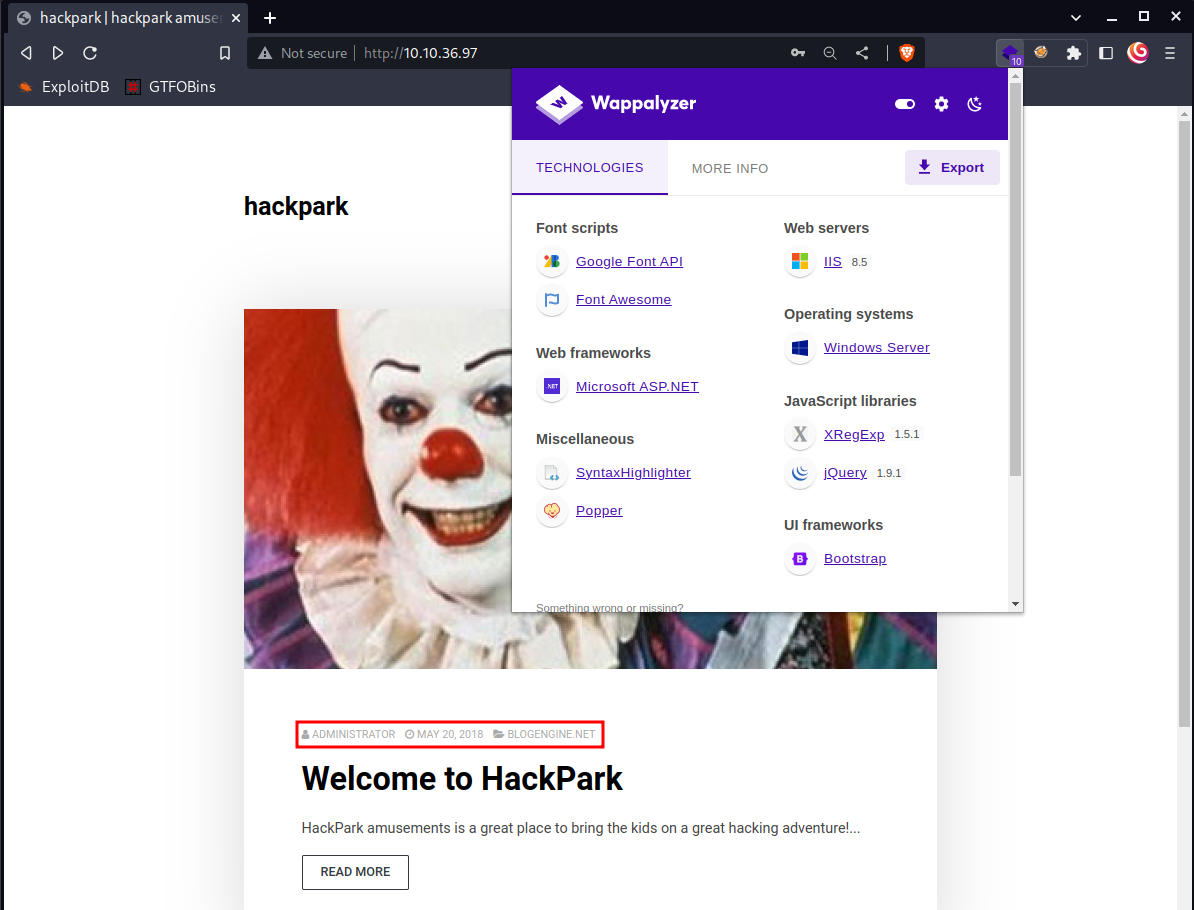 hackpark | hackpark amuse
Not secure
http://10.10.36.97
10
ExploitDB
GTFOBins
W
Wappalyzer
TECHNOLOGIES
MORE INFO
Export
hackpark
Font scripts
Google Font API
Font Awesome
Web frameworks
.NET
Microsoft ASP.NET
Miscellaneous
SyntaxHighlighter
Popper
Something wrong or missing?
Web servers
IIS 8.5
Operating systems
Windows Server
JavaScript libraries
X
XRegExp 1.5.1
jQuery 1.9.1
UI frameworks
B
Bootstrap
ADMINISTRATOR MAY 20, 2018 BLOGENGINE.NET
Welcome to HackPark
HackPark amusements is a great place to bring the kids on a great hacking adventure!...
READ MORE